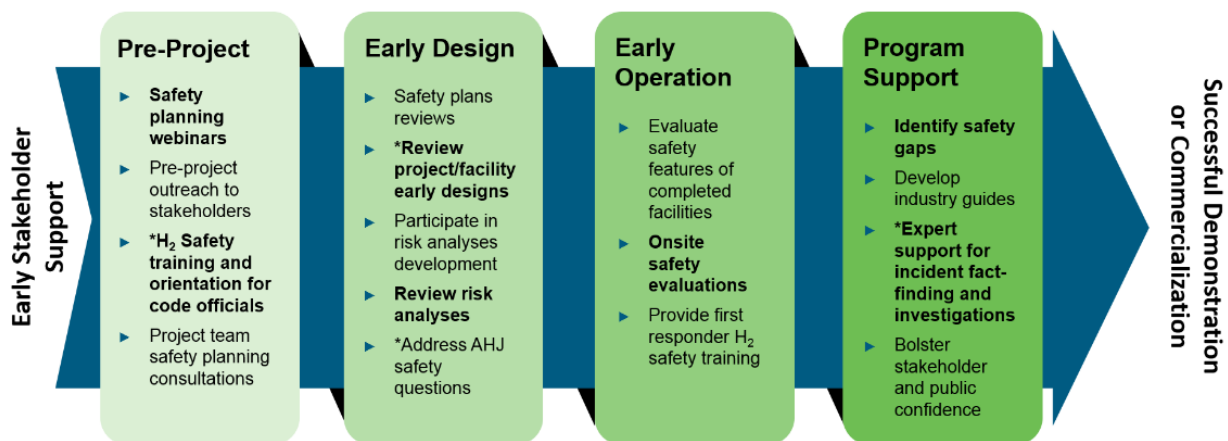 Early Stakeholder
Support
Pre-Project
► Safety
planning
webinars
► Pre-project
outreach to
stakeholders
► *H₂ Safety
training and
orientation for
code officials
► Project team
safety planning
consultations
Early Design
► Safety plans
reviews
► *Review
project/facility
early designs
► Participate in
risk analyses
development
► Review risk
analyses
► *Address AHJ
safety
questions
Early
Operation
► Evaluate
safety
features of
completed
facilities
► Onsite
safety
evaluations
► Provide first
responder H₂
safety training
Program
Support
► Identify safety
gaps
► Develop
industry guides
► *Expert
support for
incident fact-
finding and
investigations
► Bolster
stakeholder
and public
confidence
Successful Demonstration
or Commercialization